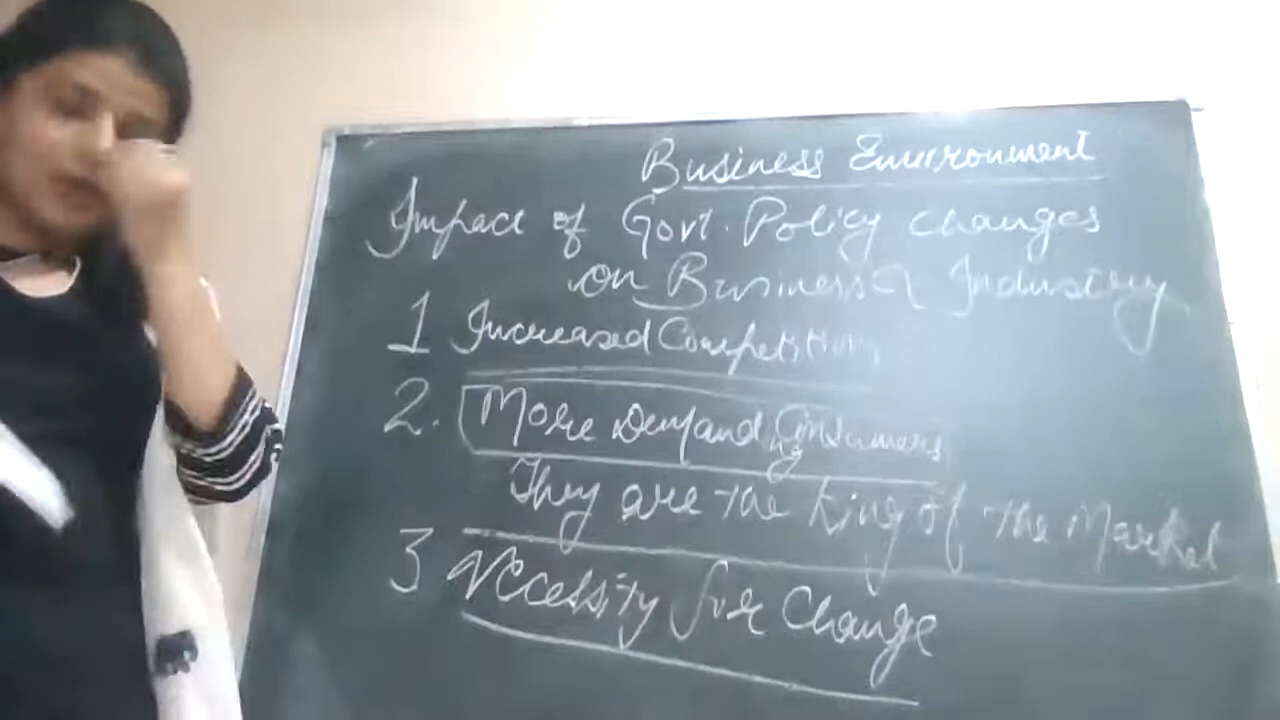 Business Environment
Impact of Govt. Policy changes
on Business & Industry
1 Increased Competition
2. More Demanding Consumers
They are the king of the Market
3 Necessity for Change